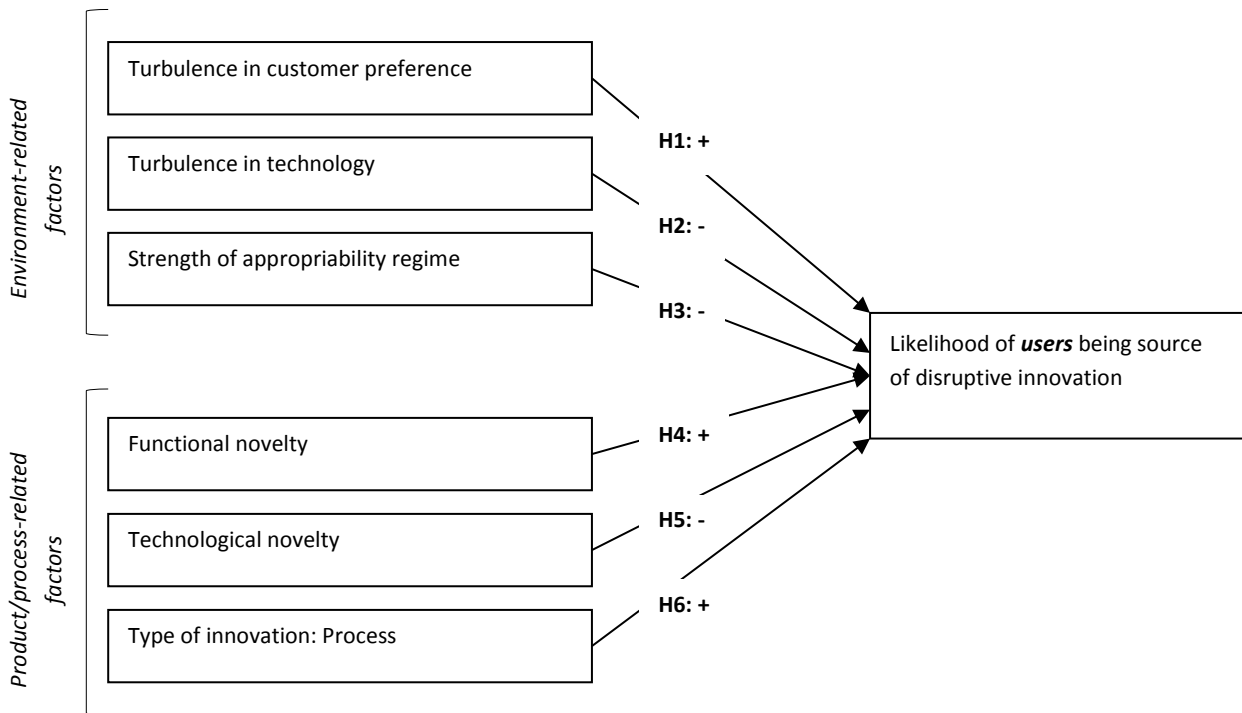 Environment-related
factors
Turbulence in customer preference
Turbulence in technology
Strength of appropriability regime
H1: +
H2: -
H3: -
Product/process-related
factors
Functional novelty
Technological novelty
Type of innovation: Process
H4: +
H5: -
H6: +
Likelihood of users being source
of disruptive innovation